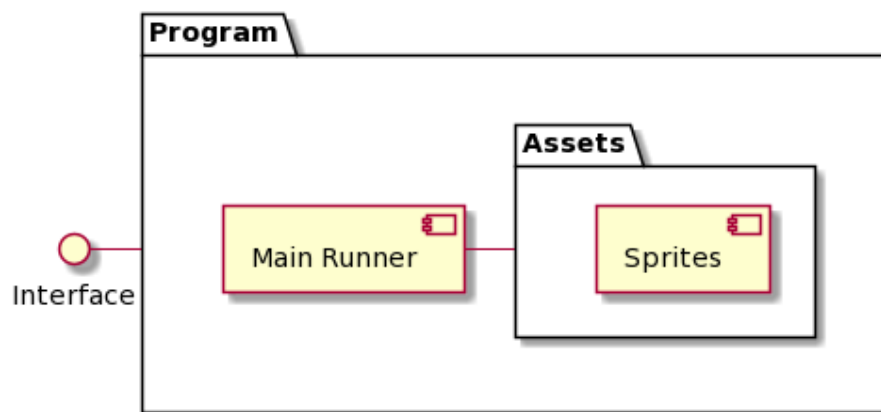 Program
Assets
Main Runner
Sprites
Interface